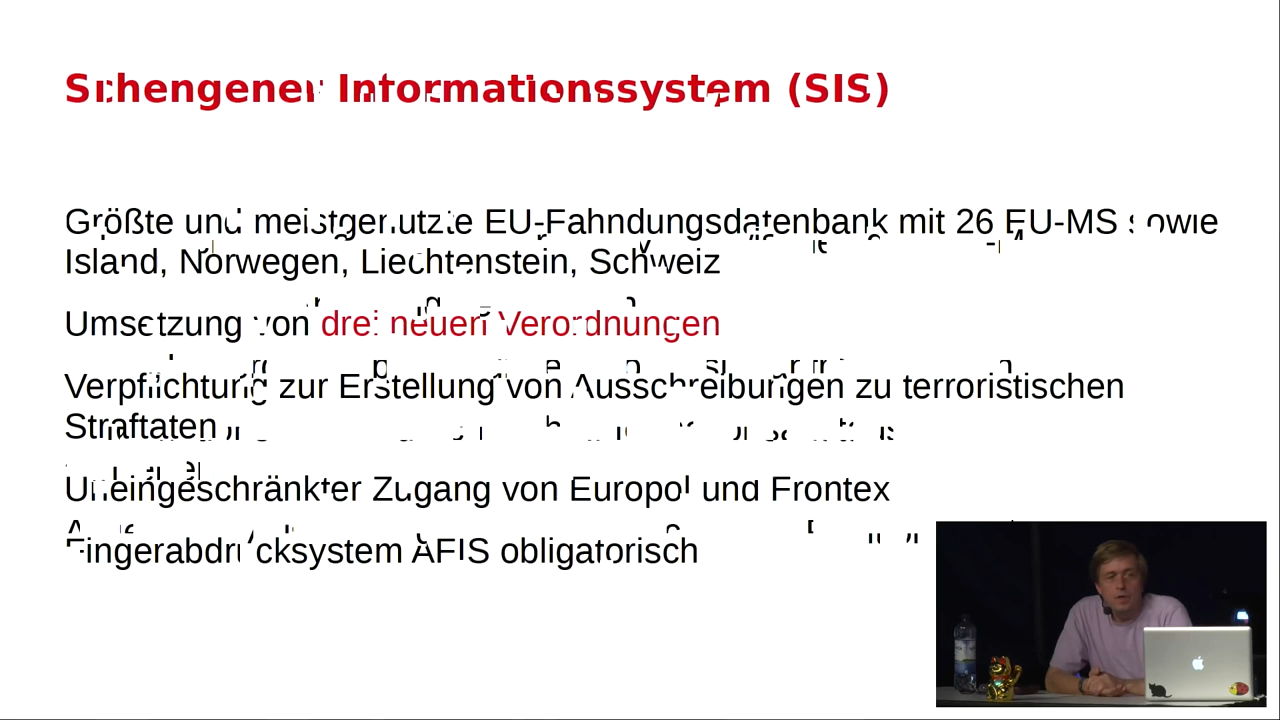 Schengener Informationssystem (SIS)
Größte und meistgenutzte EU-Fahndungsdatenbank mit 26 EU-MS sowie
Island, Norwegen, Liechtenstein, Schweiz
Umsetzung von drei neuen Verordnungen
Verpflichtung zur Erstellung von Ausschreibungen zu terroristischen
Straftaten
Uneingeschränkter Zugang von Europol und Frontex
Fingerabdrucksystem AFIS obligatorisch